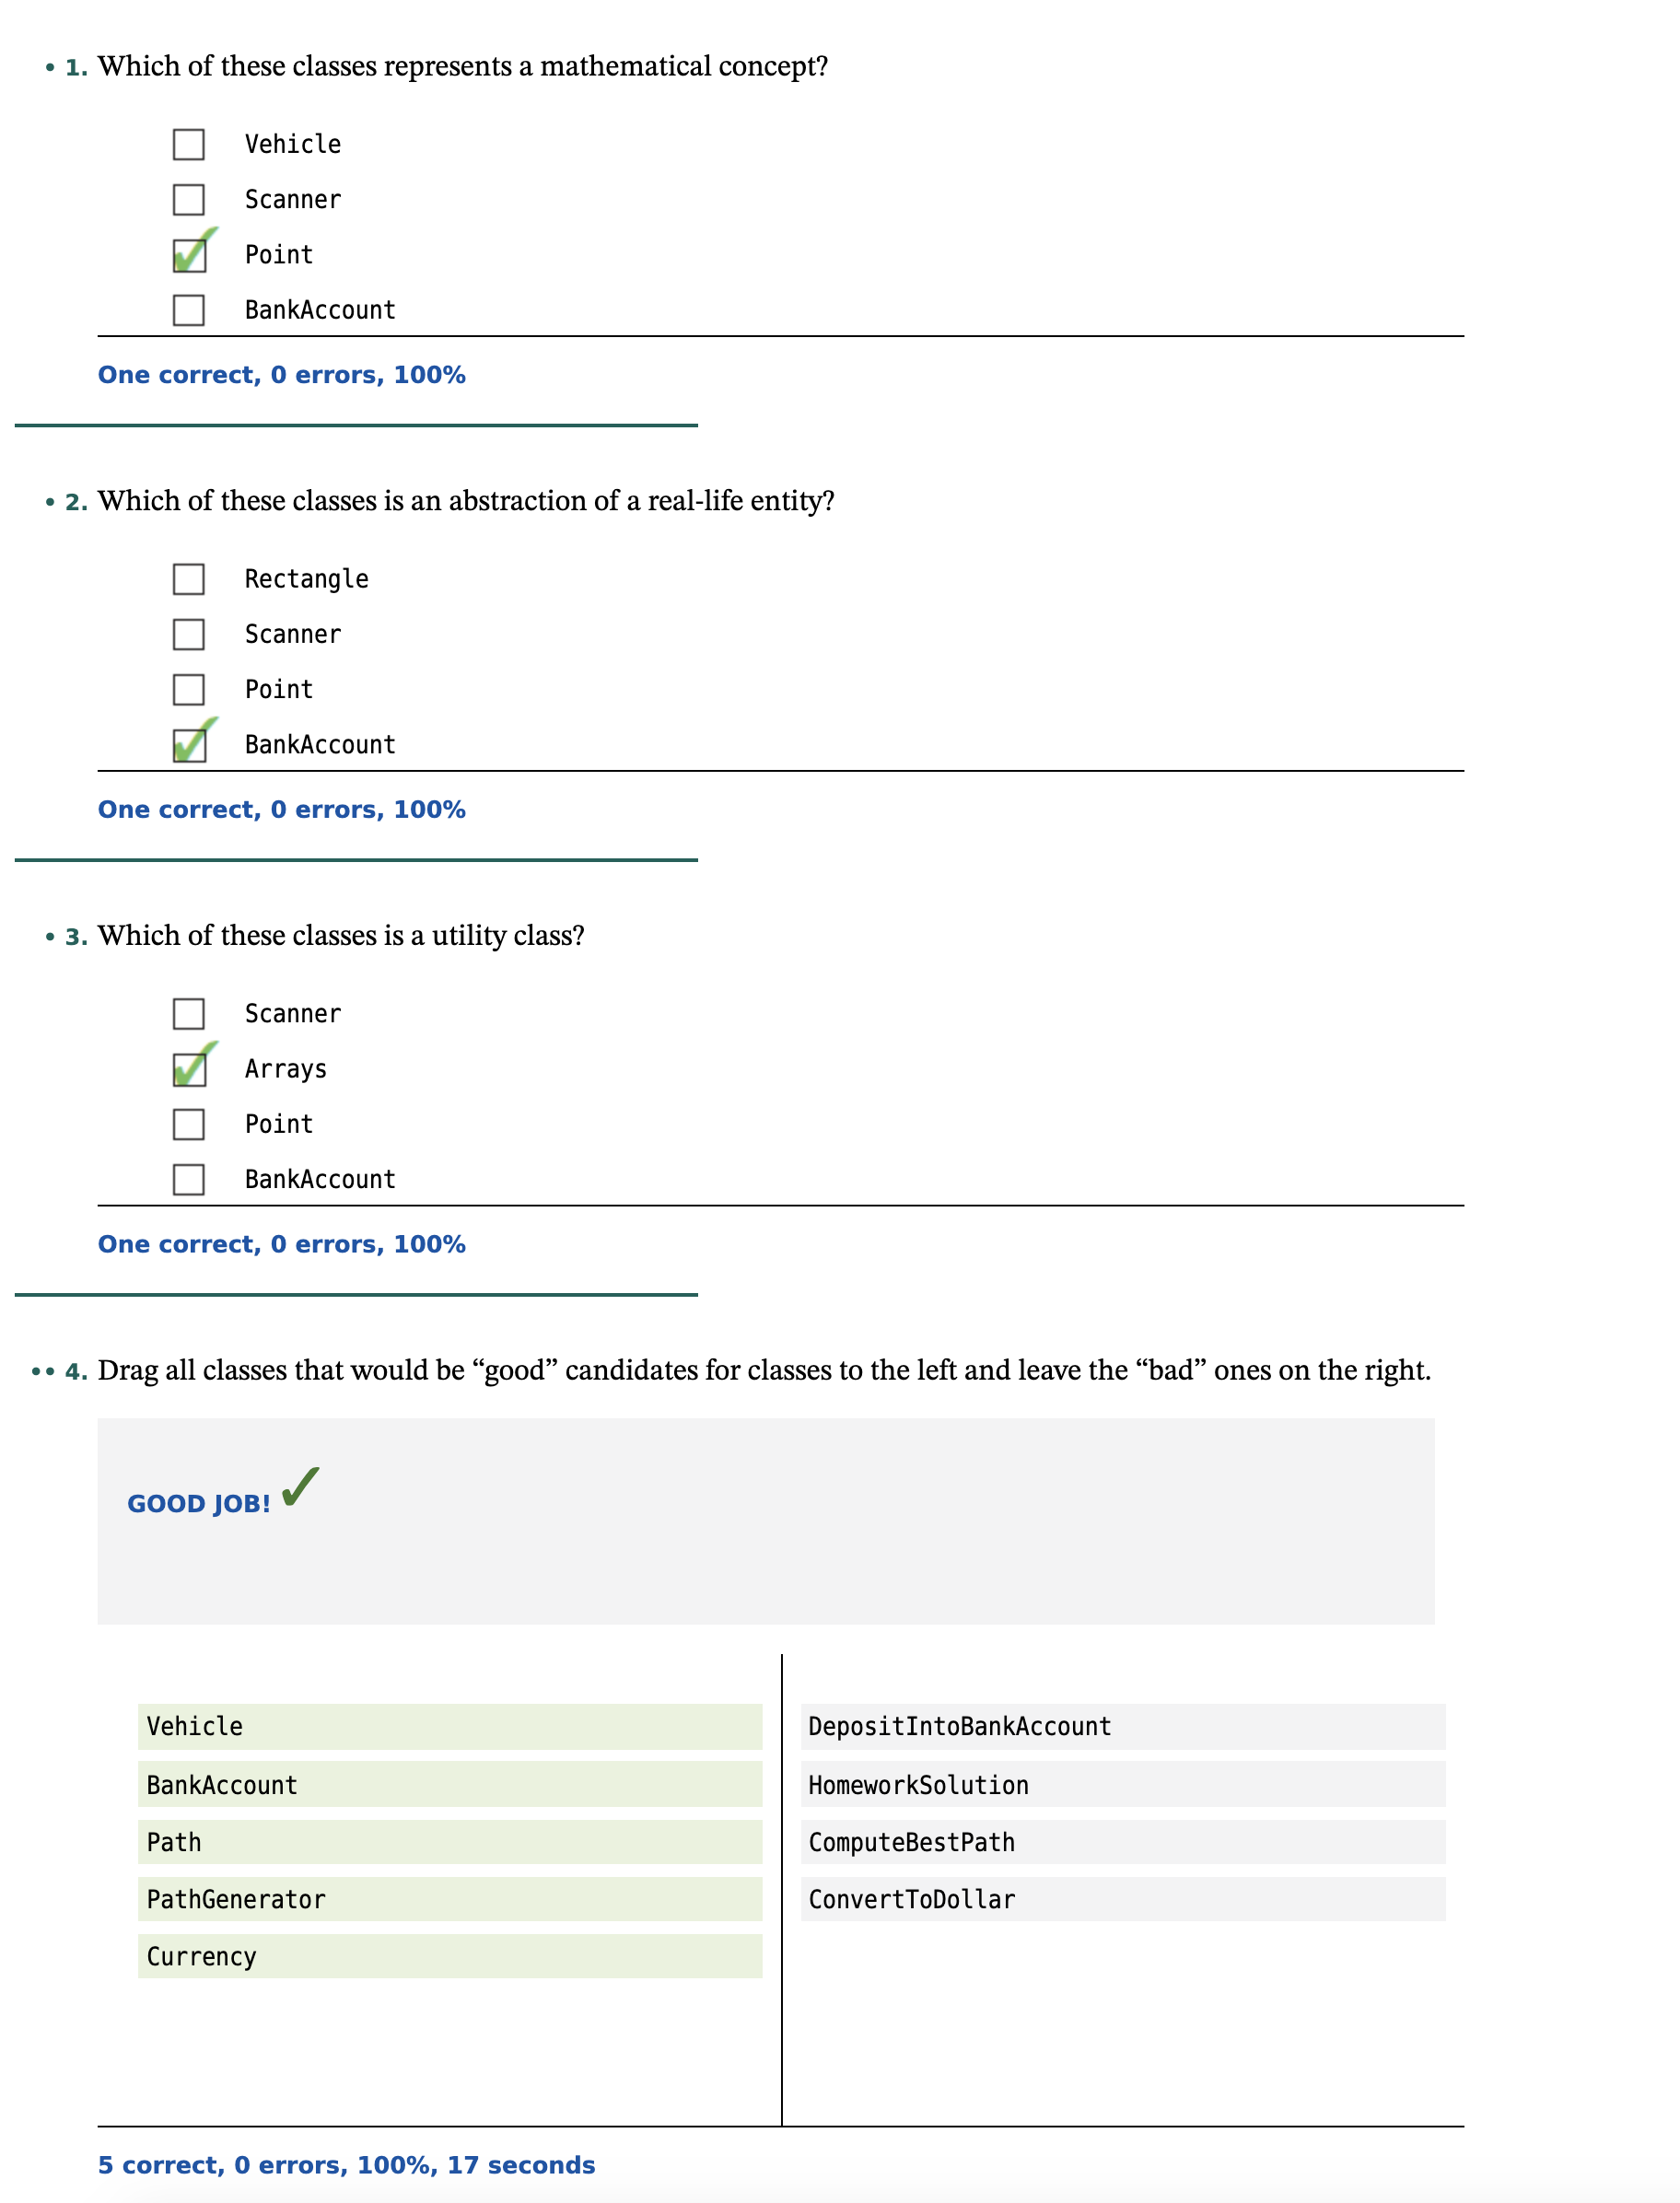 • 1. Which of these classes represents a mathematical concept?
Vehicle
Scanner
Point
BankAccount
One correct, 0 errors, 100%
• 2. Which of these classes is an abstraction of a real-life entity?
Rectangle
Scanner
Point
BankAccount
One correct, 0 errors, 100%
• 3. Which of these classes is a utility class?
Scanner
Arrays
Point
BankAccount
One correct, 0 errors, 100%
•• 4. Drag all classes that would be “good” candidates for classes to the left and leave the “bad” ones on the right.
GOOD JOB!
Vehicle
BankAccount
Path
PathGenerator
Currency
DepositIntoBankAccount
HomeworkSolution
ComputeBestPath
ConvertToDollar
5 correct, 0 errors, 100%, 17 seconds